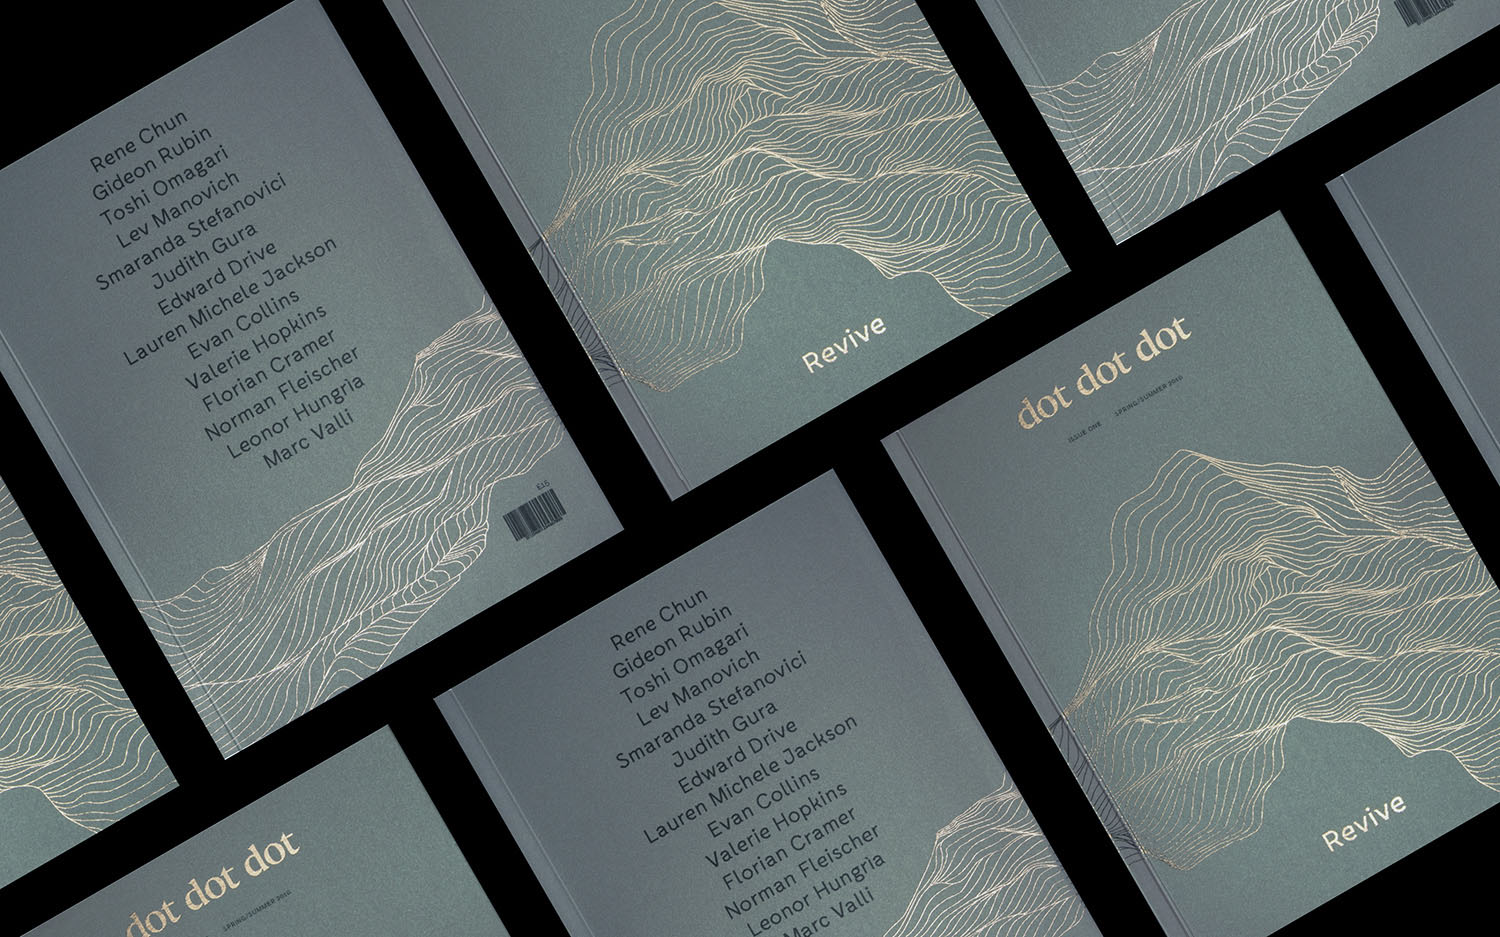 Rene Chun
Gideon Rubin
Toshi Omagari
Lev Manovich
Smaranda Stefanovici
Judith Gura
Edward Drive
Lauren Michele Jackson
Evan Collins
Valerie Hopkins
Florian Cramer
Norman Fleischer
Leonor Hungria
Marc Valli
£15
Revive
dot dot dot
ISSUE ONE SPRING/SUMMER
Revive
Rene Chun
Gideon Rubin
Toshi Omagari
Lev Manovich
Smaranda Stefanovici
Judith Gura
Edward Drive
Lauren Michele Jackson
Evan Collins
Valerie Hopkins
Florian Cramer
Norman Fleischer
Leonor Hungria
Marc Valli
dot dot dot
SPRING/SUMMER